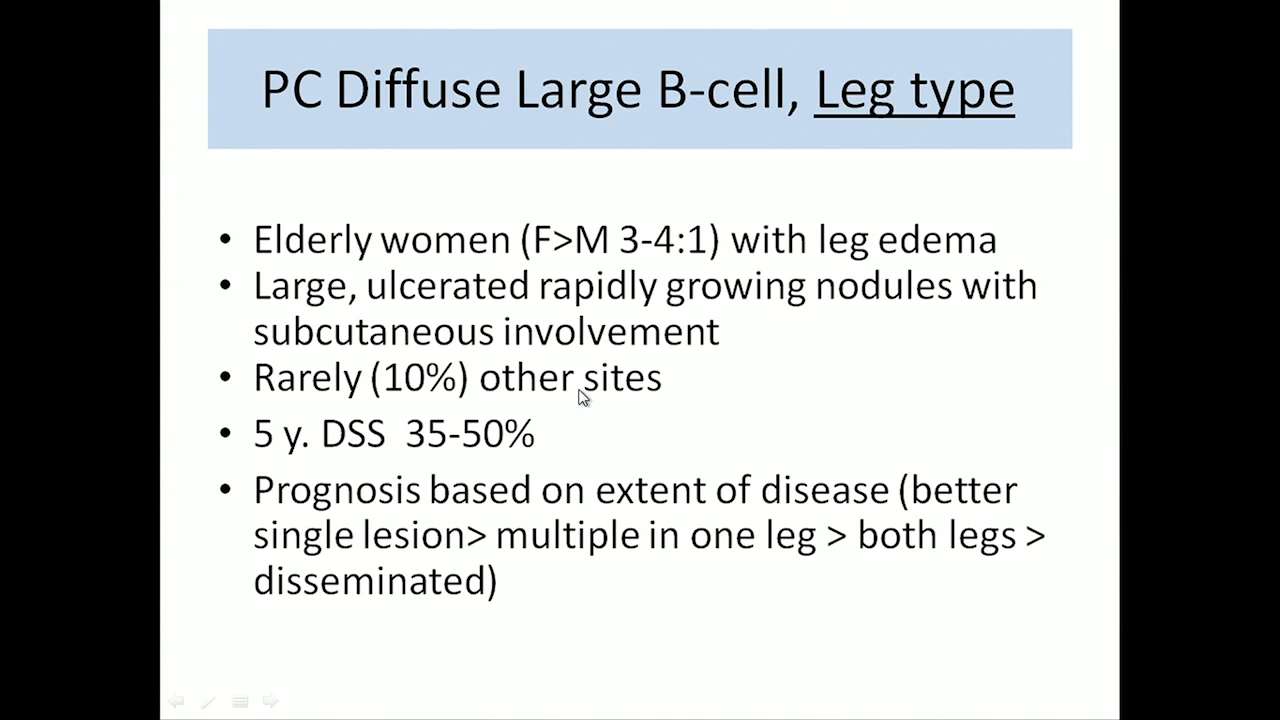 PC Diffuse Large B-cell, Leg type
• Elderly women (F>M 3-4:1) with leg edema
• Large, ulcerated rapidly growing nodules with
subcutaneous involvement
• Rarely (10%) other sites
• 5 y. DSS 35-50%
• Prognosis based on extent of disease (better
single lesion> multiple in one leg > both legs >
disseminated)